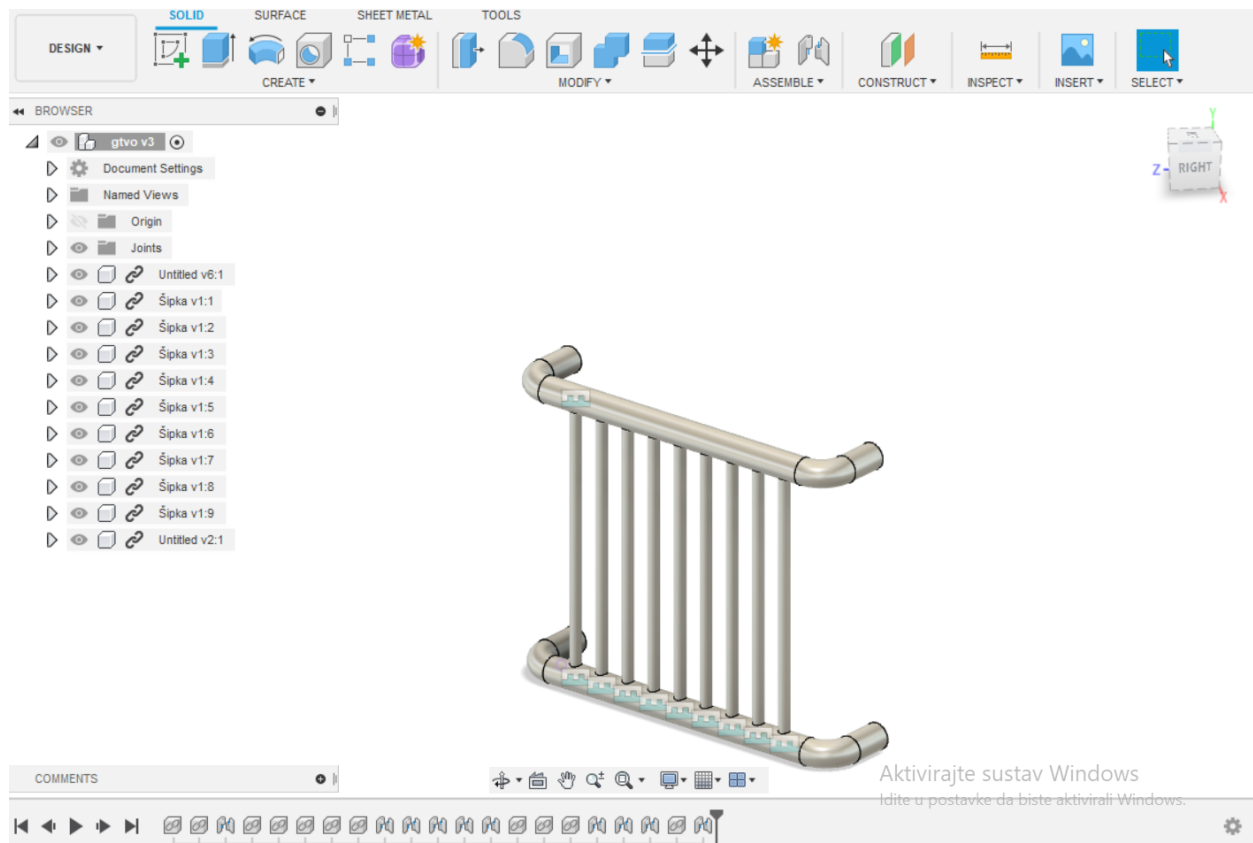 SOLID SURFACE SHEET METAL TOOLS
DESIGN
CREATE MODIFY ASSEMBLE CONSTRUCT INSPECT INSERT SELECT
BROWSER
gtvo v3
Document Settings
Named Views
Origin
Joints
Untitled v6:1
Šipka v1:1
Šipka v1:2
Šipka v1:3
Šipka v1:4
Šipka v1:5
Šipka v1:6
Šipka v1:7
Šipka v1:8
Šipka v1:9
Untitled v2:1
Y
Z
RIGHT
X
COMMENTS
Aktivirajte sustav Windows
Idite u postavke da biste aktivirali Windows.